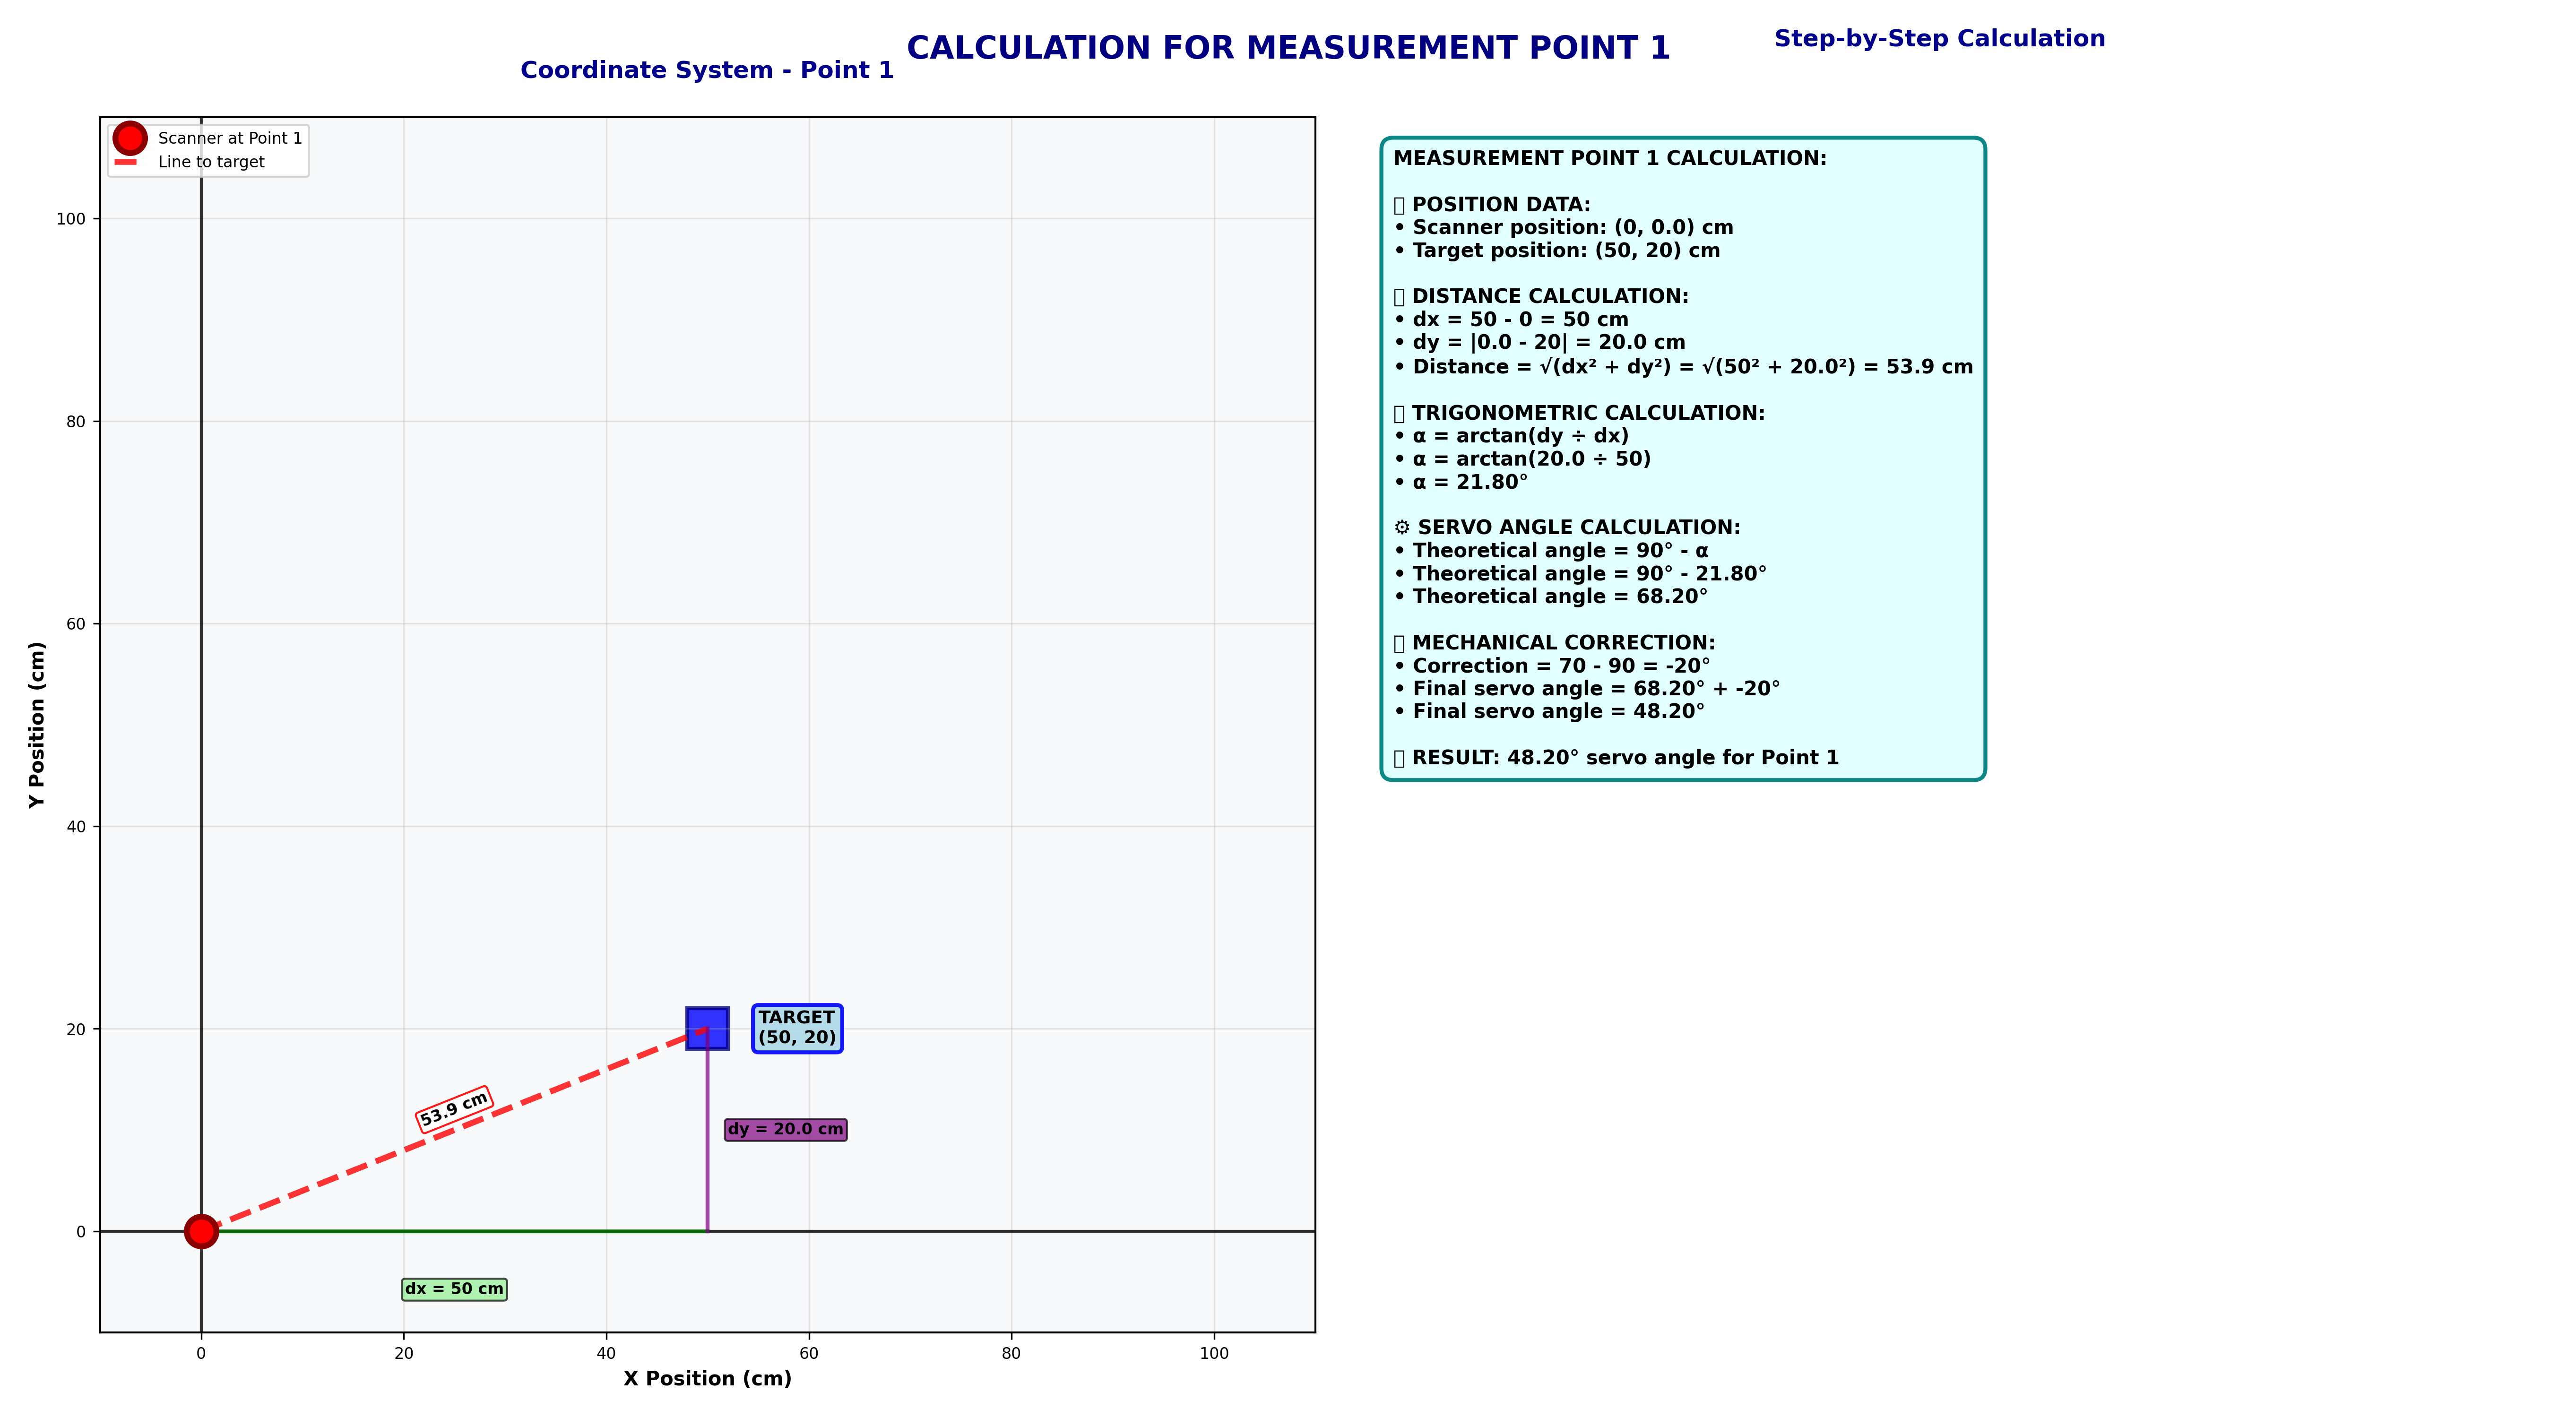 CALCULATION FOR MEASUREMENT POINT 1
Coordinate System - Point 1
Step-by-Step Calculation
Scanner at Point 1
Line to target
100
80
60
40
20
0
Y Position (cm)
TARGET
(50, 20)
53.9 cm
dy = 20.0 cm
dx = 50 cm
0
20
40
60
80
100
X Position (cm)
MEASUREMENT POINT 1 CALCULATION:
POSITION DATA:
• Scanner position: (0, 0.0) cm
• Target position: (50, 20) cm
DISTANCE CALCULATION:
• dx = 50 - 0 = 50 cm
• dy = |0.0 - 20| = 20.0 cm
• Distance = √(dx² + dy²) = √(50² + 20.0²) = 53.9 cm
TRIGONOMETRIC CALCULATION:
• α = arctan(dy ÷ dx)
• α = arctan(20.0 ÷ 50)
• α = 21.80°
⚙ SERVO ANGLE CALCULATION:
• Theoretical angle = 90° - α
• Theoretical angle = 90° - 21.80°
• Theoretical angle = 68.20°
MECHANICAL CORRECTION:
• Correction = 70 - 90 = -20°
• Final servo angle = 68.20° + -20°
• Final servo angle = 48.20°
RESULT: 48.20° servo angle for Point 1